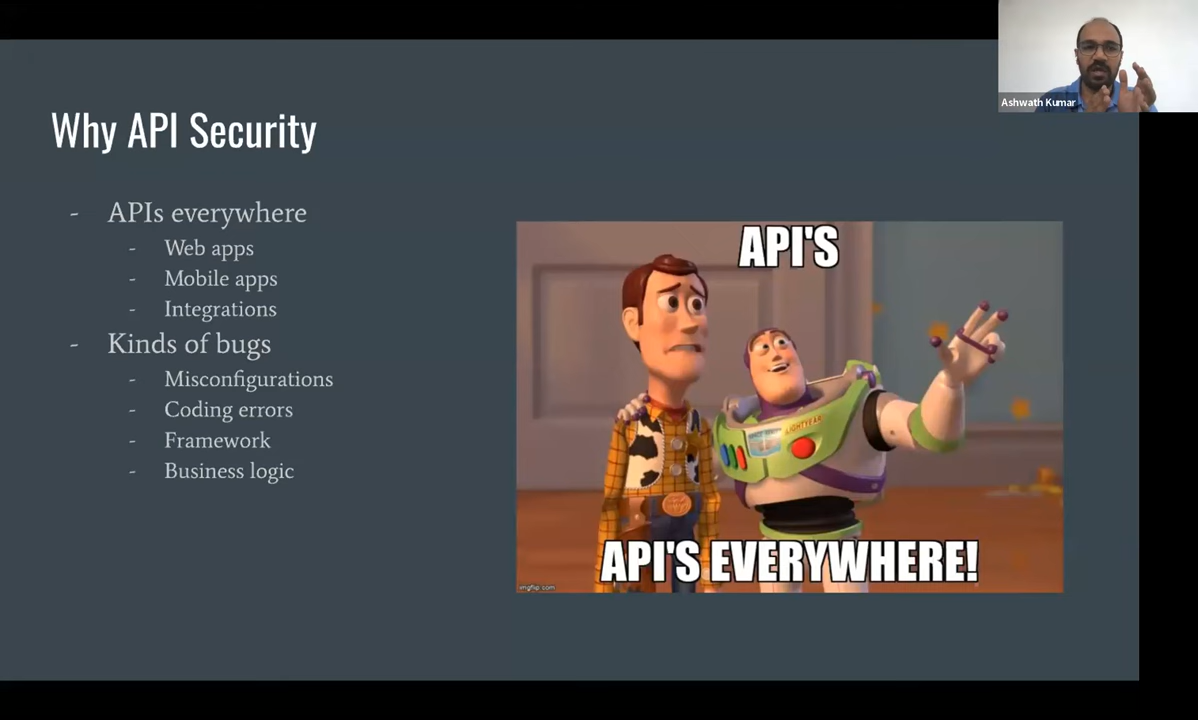 Ashwath Kumar
Why API Security
- APIs everywhere
- Web apps
- Mobile apps
- Integrations
- Kinds of bugs
- Misconfigurations
- Coding errors
- Framework
- Business logic
API'S
LIGHTYEAR
API'S EVERYWHERE!
imgflip.com